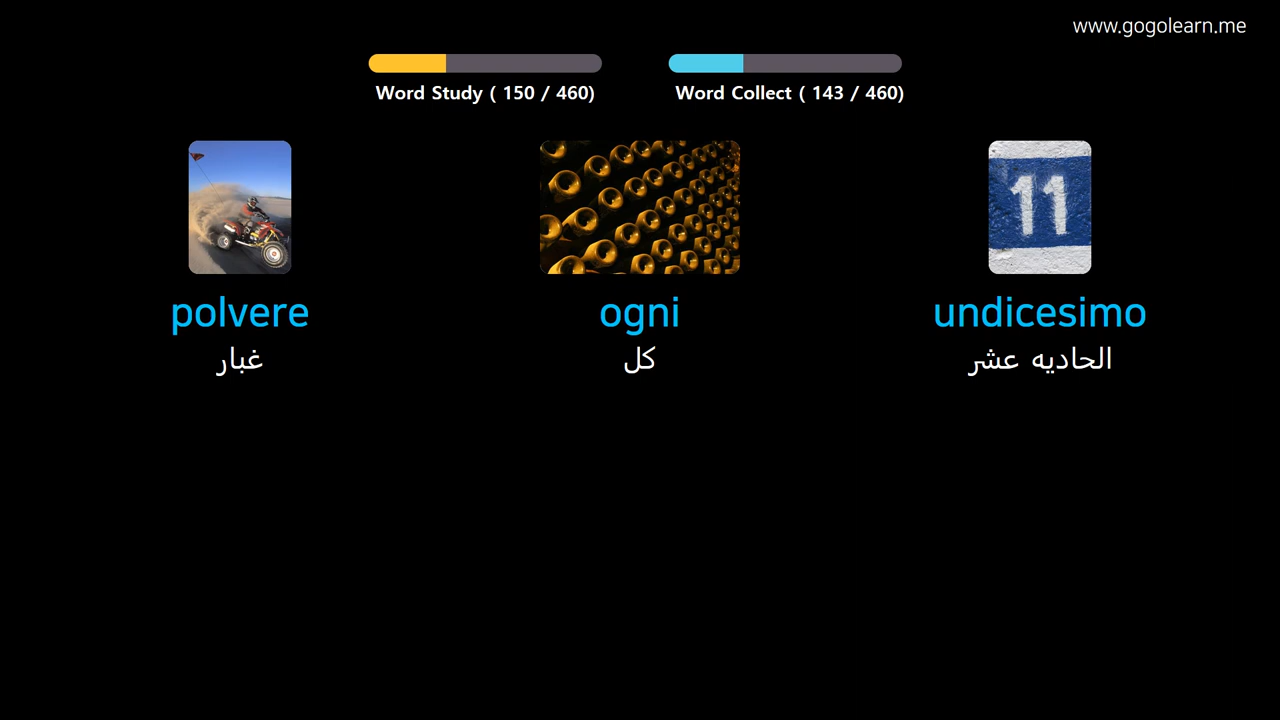 www.gogolearn.me
Word Study ( 150 / 460)
Word Collect ( 143 / 460)
11
polvere
ogni
undicesimo
غبار
كل
الحاديه عشر